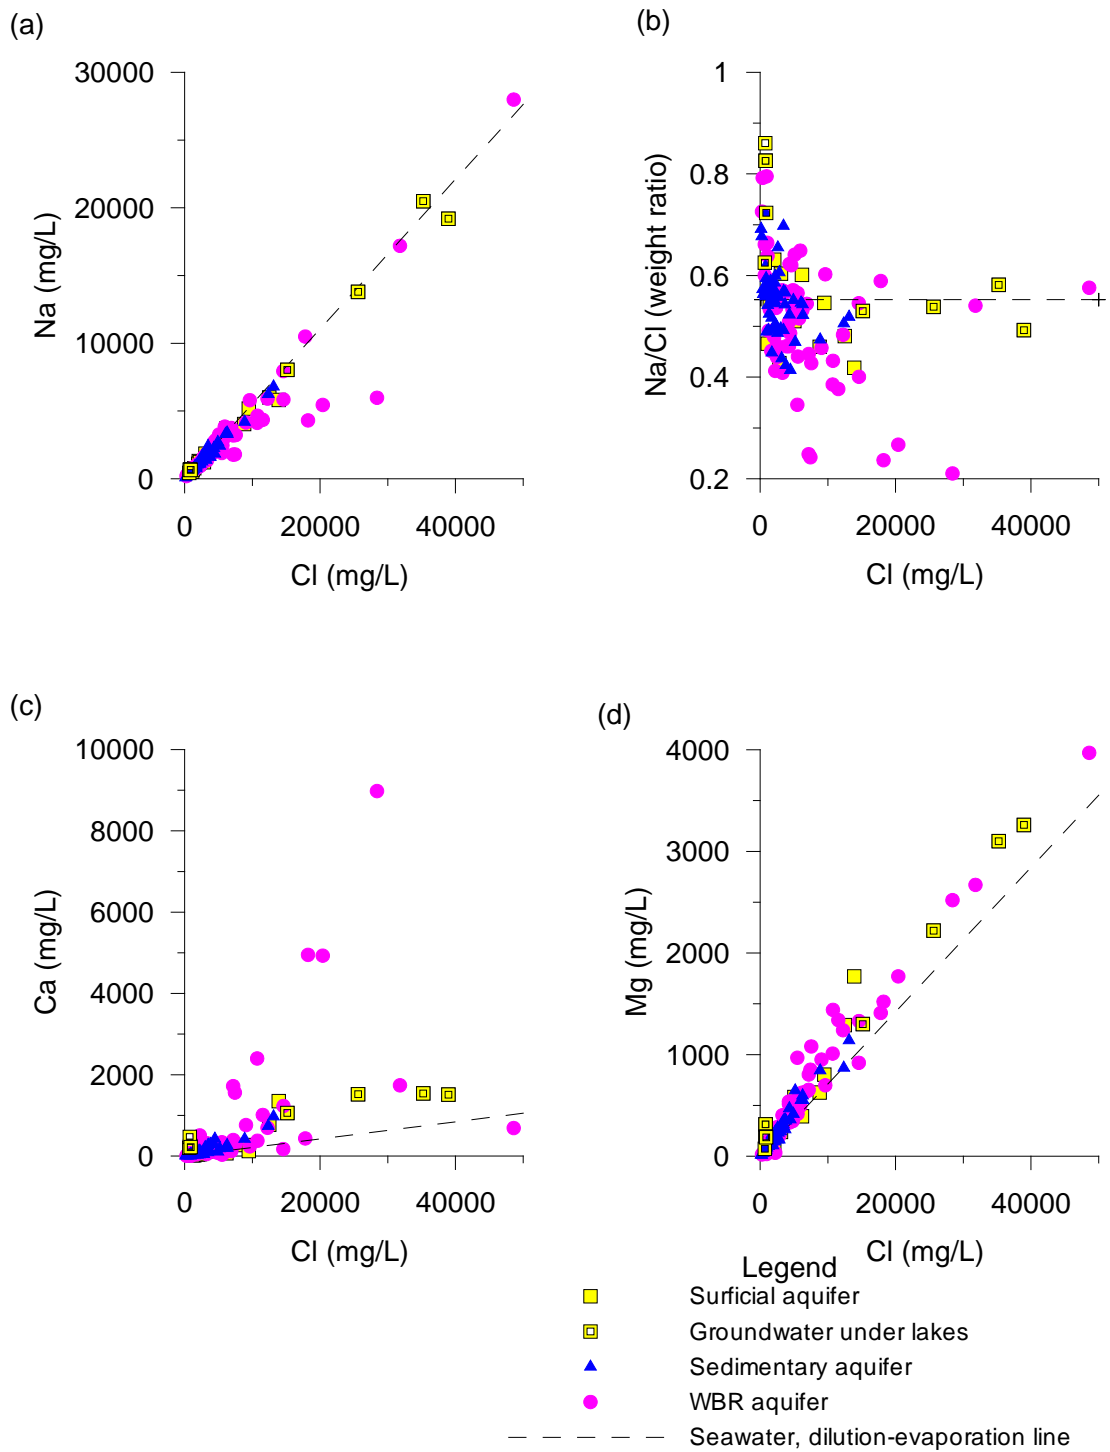 (a)
30000
20000
10000
0
Na (mg/L)
0 20000 40000
Cl (mg/L)
(b)
1
0.8
0.6
0.4
0.2
Na/Cl (weight ratio)
0 20000 40000
Cl (mg/L)
(c)
10000
8000
6000
4000
2000
0
Ca (mg/L)
0 20000 40000
Cl (mg/L)
(d)
4000
3000
2000
1000
0
Mg (mg/L)
0 20000 40000
Cl (mg/L)
Legend
Surficial aquifer
Groundwater under lakes
Sedimentary aquifer
WBR aquifer
Seawater, dilution-evaporation line